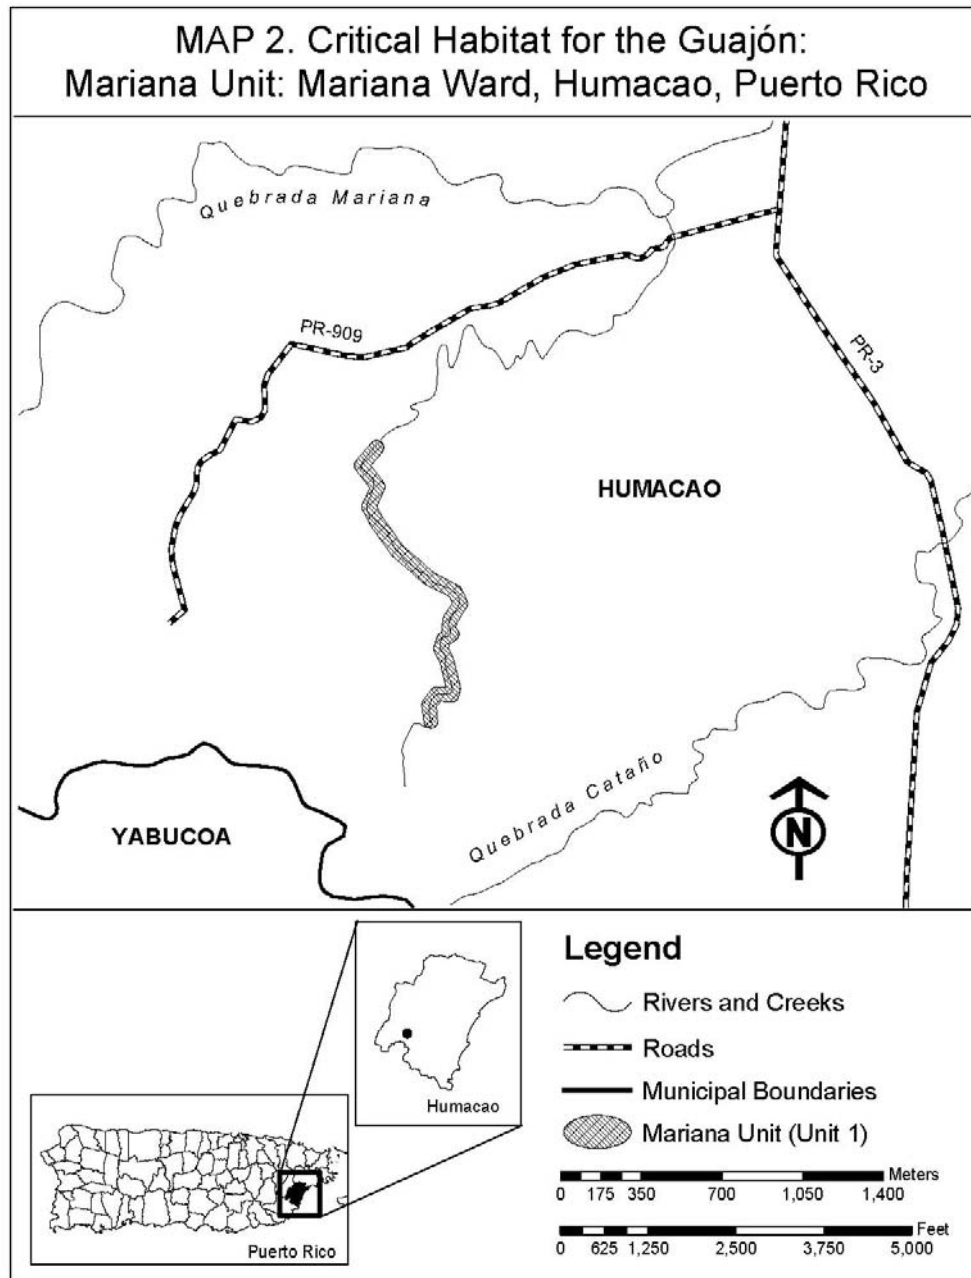 MAP 2. Critical Habitat for the Guajón:
Mariana Unit: Mariana Ward, Humacao, Puerto Rico
Quebrada Mariana
PR-909
PR-3
HUMACAO
Quebrada Cataño
YABUCOA
N
Humacao
Puerto Rico
Legend
Rivers and Creeks
Roads
Municipal Boundaries
Mariana Unit (Unit 1)
Meters
0 175 350 700 1,050 1,400
Feet
0 625 1,250 2,500 3,750 5,000